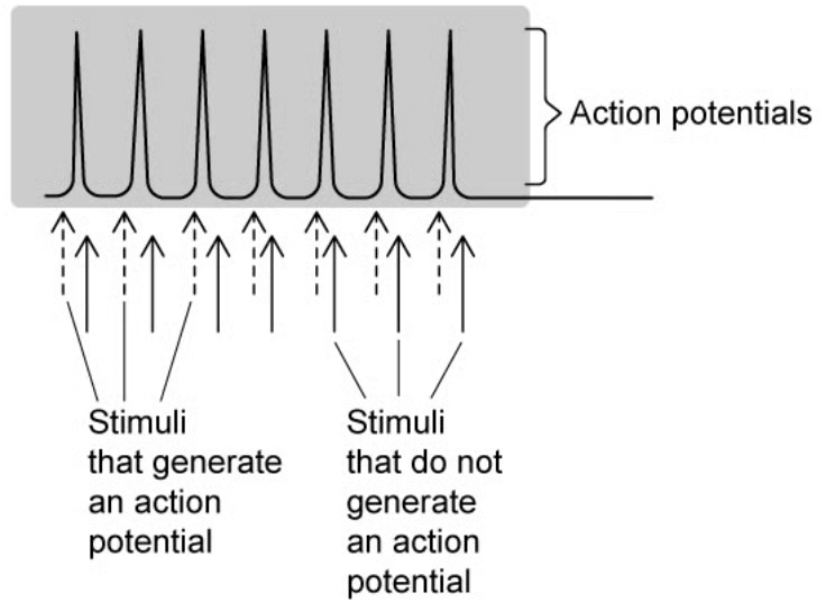 Action potentials
Stimuli
that generate
an action
potential
Stimuli
that do not
generate
an action
potential